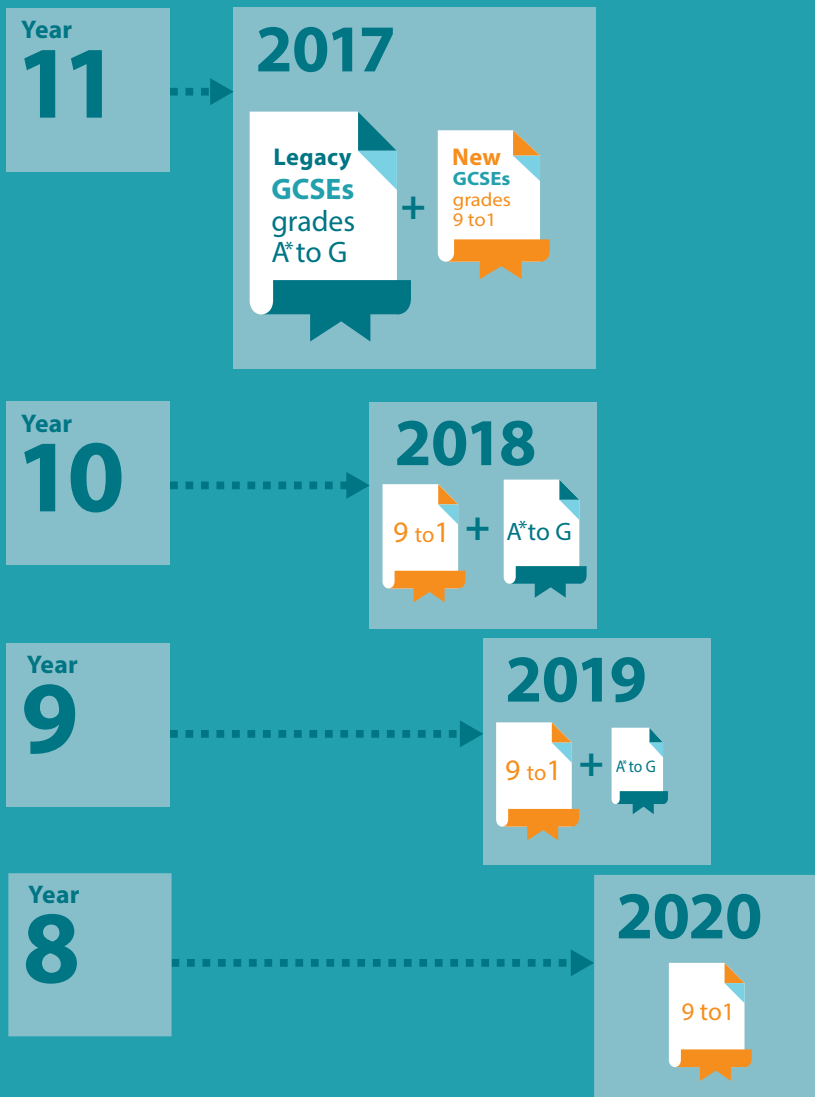 Year
11
2017
Legacy
GCSEs
grades
A* to G
+
New
GCSEs
grades
9 to1
Year
10
2018
9 to1
+
A* to G
Year
9
2019
9 to1
+
A* to G
Year
8
2020
9 to1